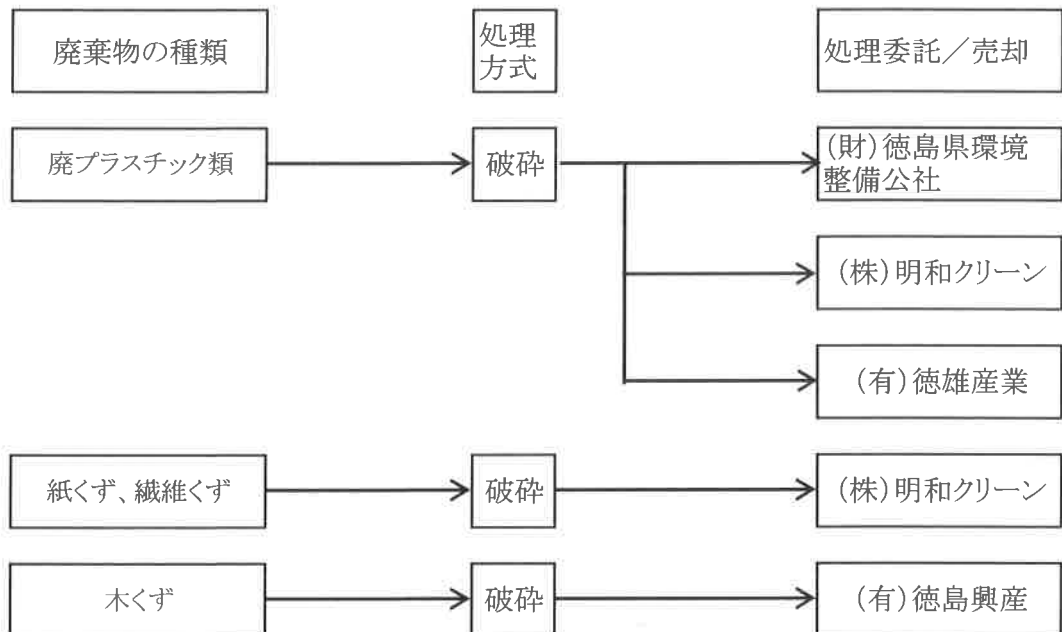 廃棄物の種類
処理
方式
処理委託／売却
廃プラスチック類
破砕
(財)徳島県環境
整備公社
(株)明和クリーン
(有)徳雄産業
紙くず、繊維くず
破砕
(株)明和クリーン
木くず
破砕
(有)徳島興産